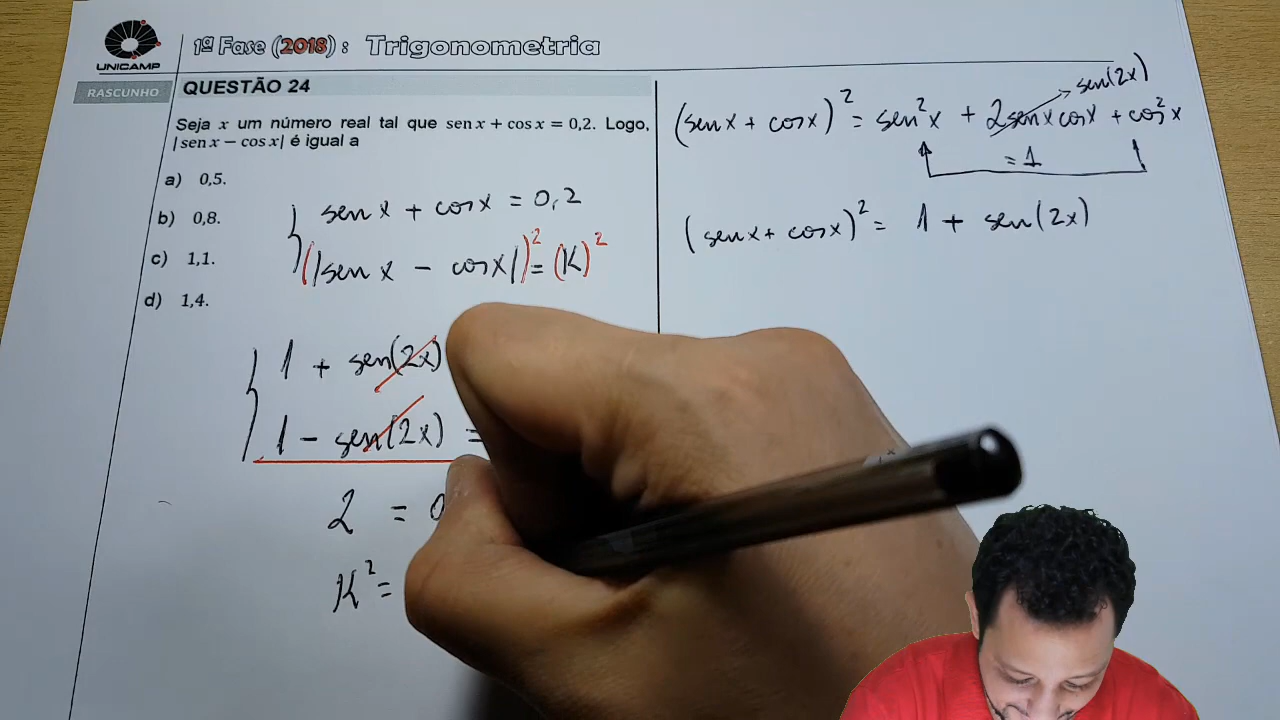 UNICAMP
1ª Fase (2018): Trigonometria
RASCUNHO
QUESTÃO 24
Seja x um número real tal que sen x + cos x = 0,2. Logo,
| sen x − cos x | é igual a
a) 0,5.
b) 0,8.
c) 1,1.
d) 1,4.
sen x + cos x = 0,2
(|sen x - cos x|)² = (K)²
1 + sen(2x)
1 - sen(2x) =
2 = 0
K² =
sen(2x)
(sen x + cos x)² = sen²x + 2 sen x cos x + cos²x
= 1
(sen x + cos x)² = 1 + sen(2x)